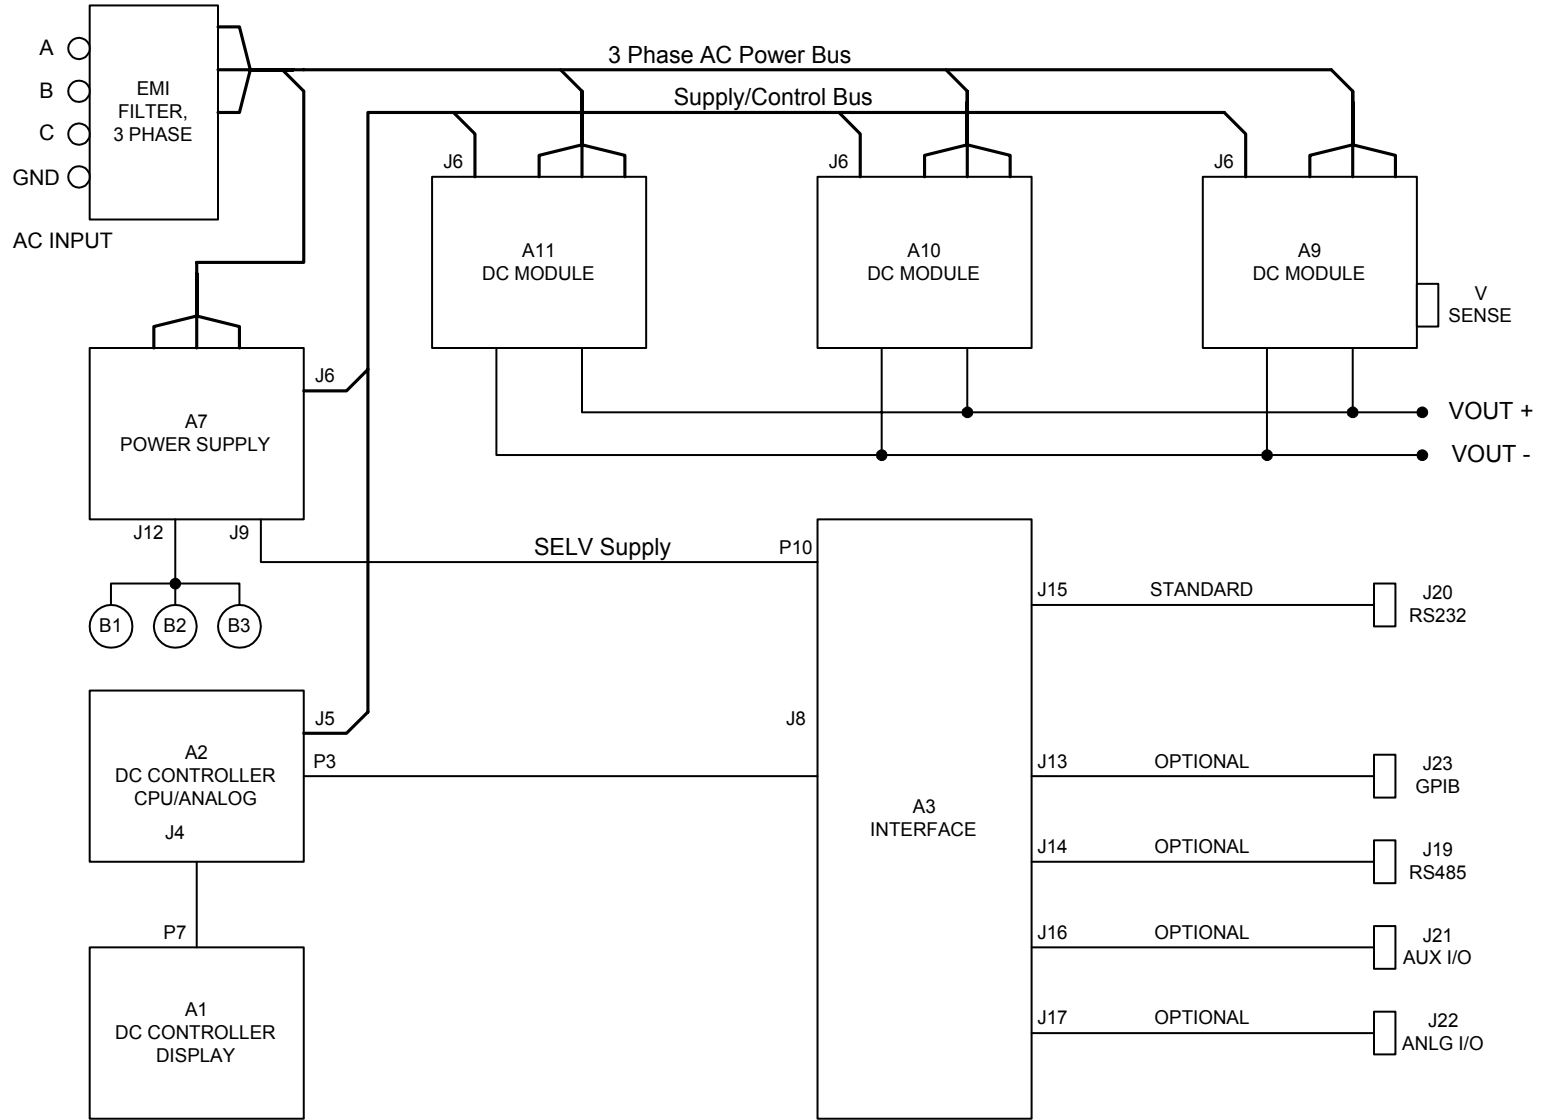 A
B
C
GND
EMI
FILTER,
3 PHASE
AC INPUT
3 Phase AC Power Bus
Supply/Control Bus
J6
J6
J6
A11
DC MODULE
A10
DC MODULE
A9
DC MODULE
V
SENSE
J6
A7
POWER SUPPLY
VOUT +
VOUT -
J12
J9
SELV Supply
P10
B1
B2
B3
J15
STANDARD
J20
RS232
J5
J8
A2
DC CONTROLLER
CPU/ANALOG
J4
P3
J13
OPTIONAL
J23
GPIB
A3
INTERFACE
J14
OPTIONAL
J19
RS485
P7
J16
OPTIONAL
J21
AUX I/O
A1
DC CONTROLLER
DISPLAY
J17
OPTIONAL
J22
ANLG I/O